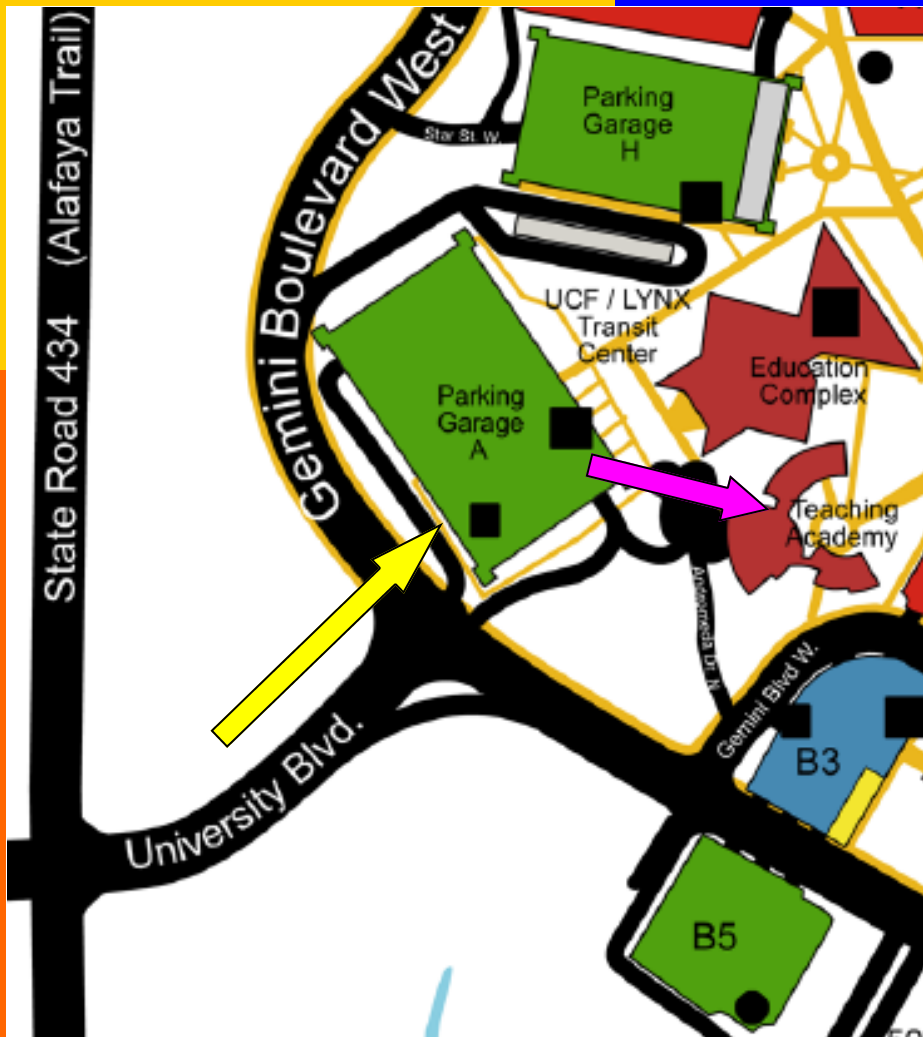 State Road 434 (Alafaya Trail)
Gemini Boulevard West
Star St. W.
Parking
Garage
H
UCF / LYNX
Transit
Center
Education
Complex
Parking
Garage
A
Teaching
Academy
Andromeda Dr. N.
Gemini Blvd W.
University Blvd.
B3
B5